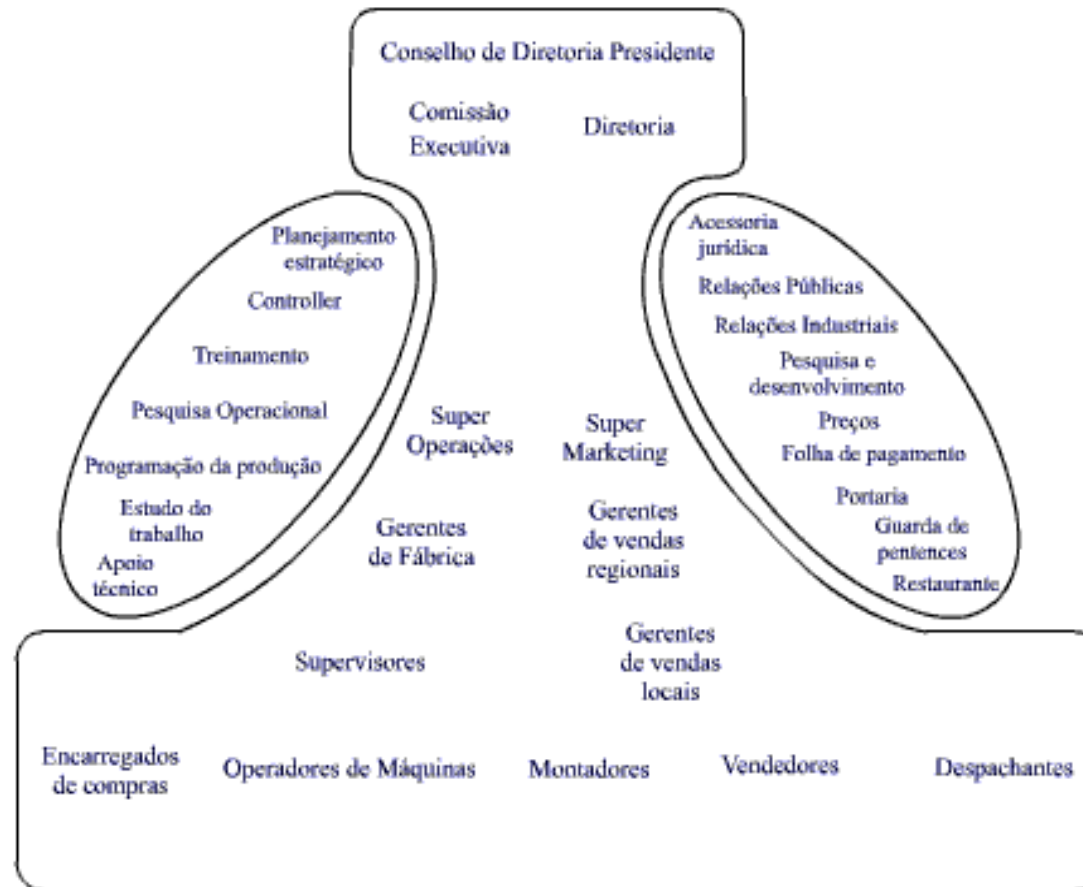 Conselho de Diretoria Presidente
Comissão
Executiva
Diretoria
Planejamento
estratégico
Controller
Treinamento
Pesquisa Operacional
Programação da produção
Estudo do
trabalho
Apoio
técnico
Super
Operações
Gerentes
de Fábrica
Super
Marketing
Gerentes
de vendas
regionais
Acessoria
jurídica
Relações Públicas
Relações Industriais
Pesquisa e
desenvolvimento
Preços
Folha de pagamento
Portaria
Guarda de
pentences
Restaurante
Supervisores
Gerentes
de vendas
locais
Encarregados
de compras
Operadores de Máquinas
Montadores
Vendedores
Despachantes